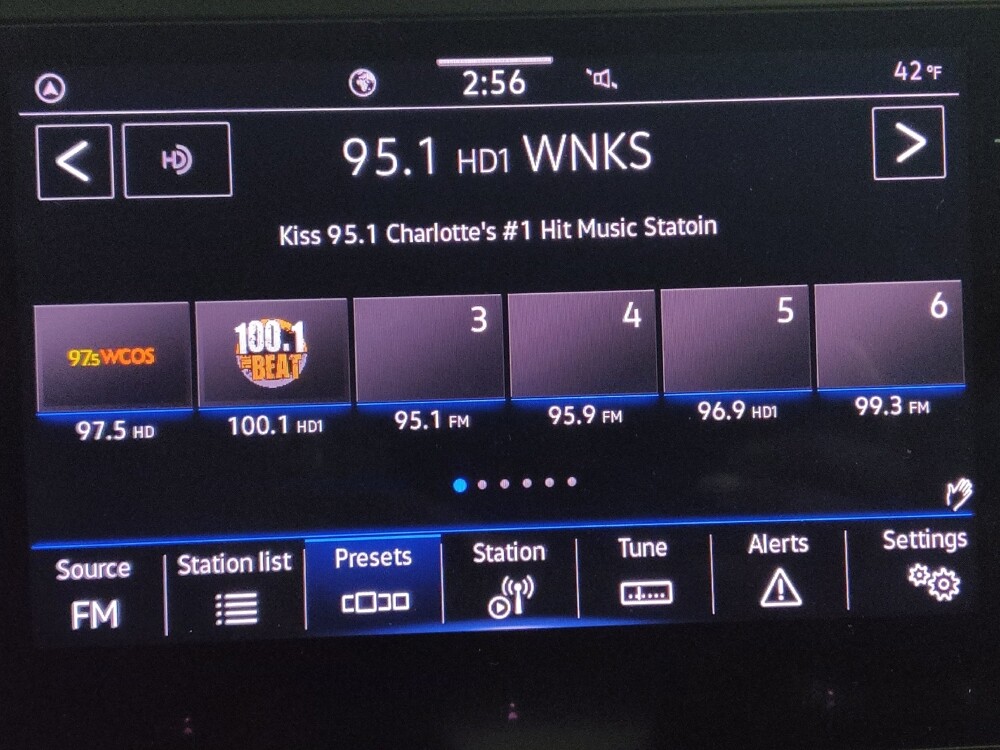 2:56
42 °F
HD
95.1 HD1 WNKS
Kiss 95.1 Charlotte's #1 Hit Music Statoin
97.5 WCOS
100.1
THE
BEAT
3
4
5
6
97.5 HD
100.1 HD1
95.1 FM
95.9 FM
96.9 HD1
99.3 FM
Source
FM
Station list
Presets
Station
Tune
Alerts
Settings